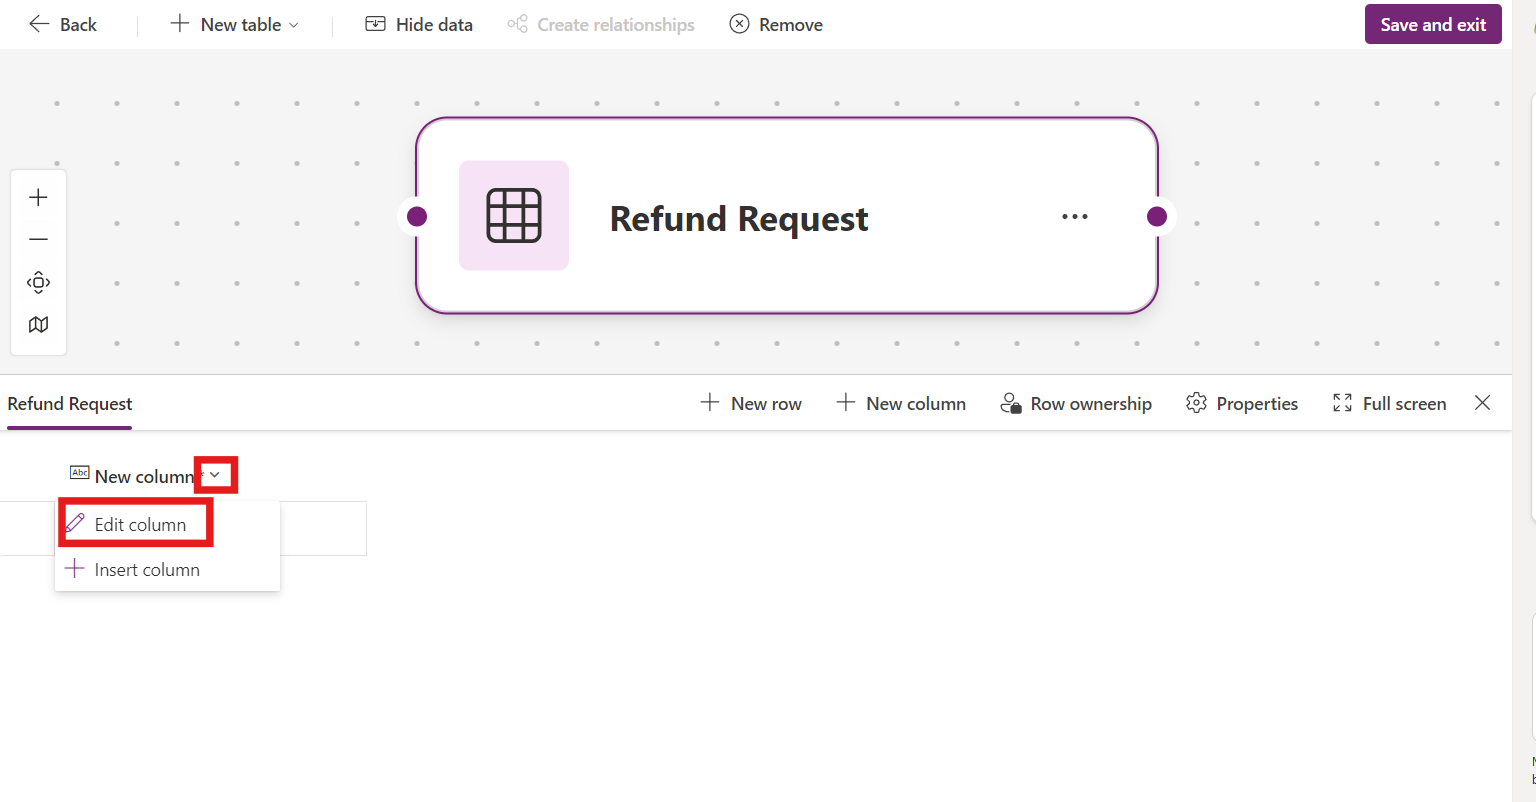 Back
New table
Hide data
Create relationships
Remove
Save and exit
Refund Request
Refund Request
New row
New column
Row ownership
Properties
Full screen
Abc
New column
Edit column
Insert column